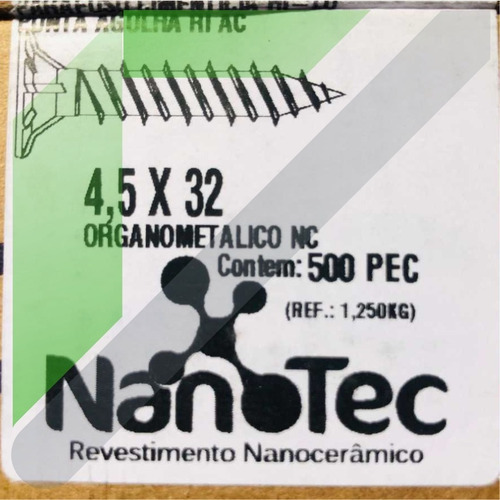 PONTA AGULHA RI AC
4,5 X 32
ORGANOMETALICO NC
Contem: 500 PEC
(REF.: 1,250KG)
NanoTec
Revestimento Nanocerâmico